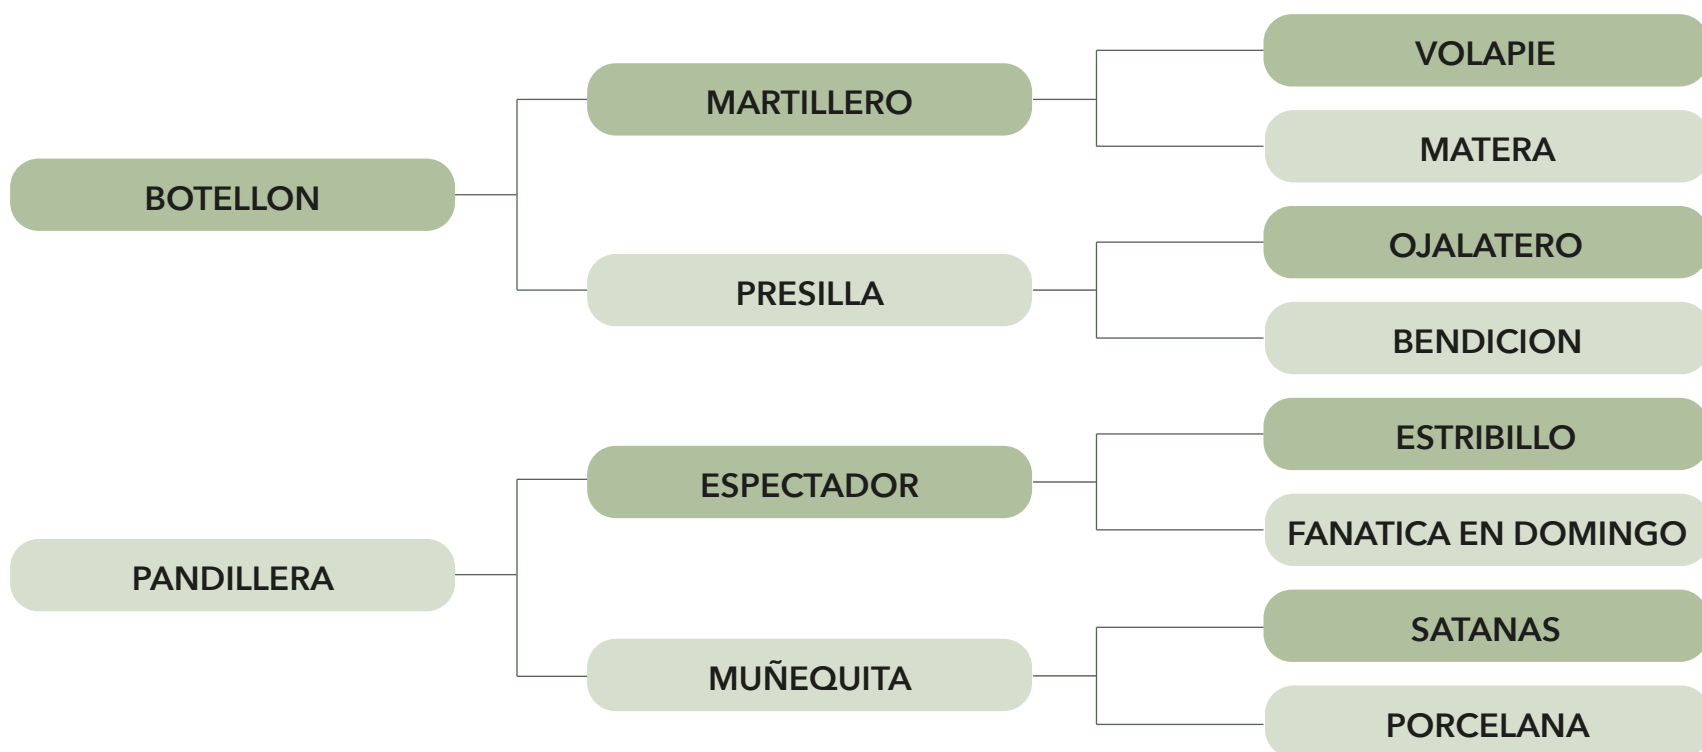 VOLAPIE
MARTILLERO
MATERA
BOTELLON
OJALATERO
PRESILLA
BENDICION
ESTRIBILLO
ESPECTADOR
FANATICA EN DOMINGO
PANDILLERA
SATANAS
MUÑEQUITA
PORCELANA